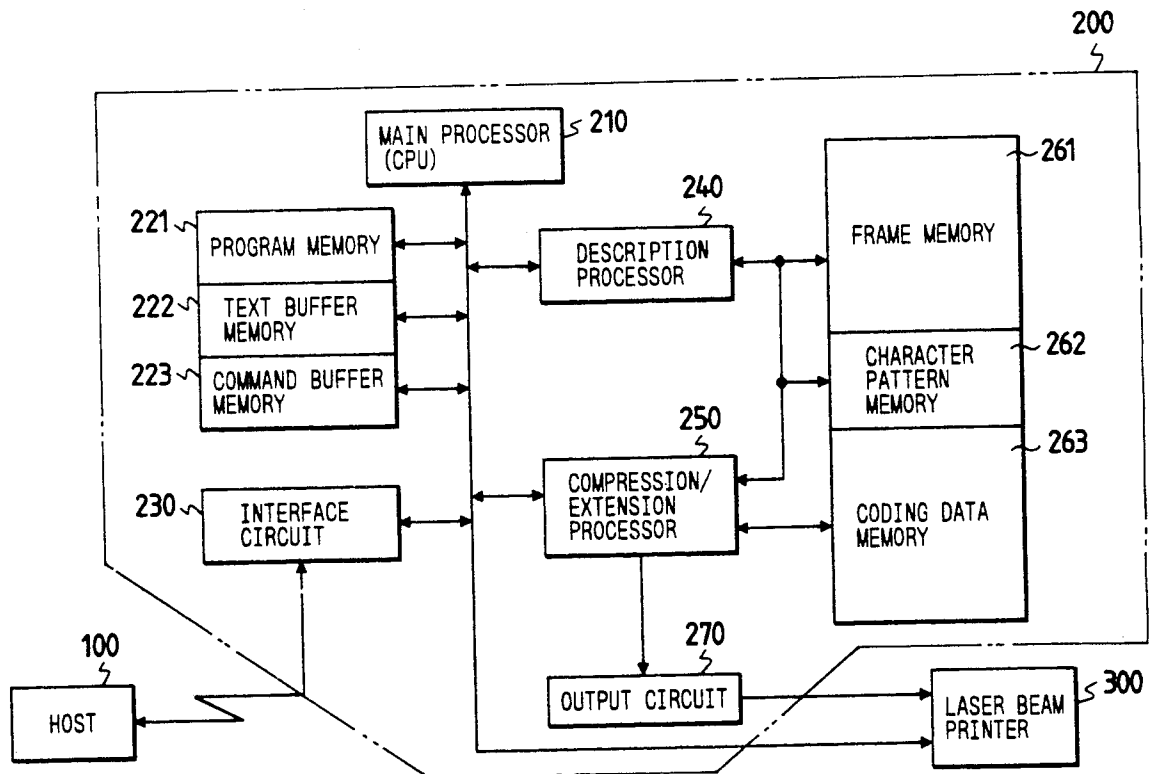 200
MAIN PROCESSOR
(CPU)
210
261
221
PROGRAM MEMORY
240
DESCRIPTION
PROCESSOR
FRAME MEMORY
222
TEXT BUFFER
MEMORY
223
COMMAND BUFFER
MEMORY
262
CHARACTER
PATTERN
MEMORY
250
263
230
INTERFACE
CIRCUIT
COMPRESSION/
EXTENSION
PROCESSOR
CODING DATA
MEMORY
100
HOST
270
OUTPUT CIRCUIT
300
LASER BEAM
PRINTER